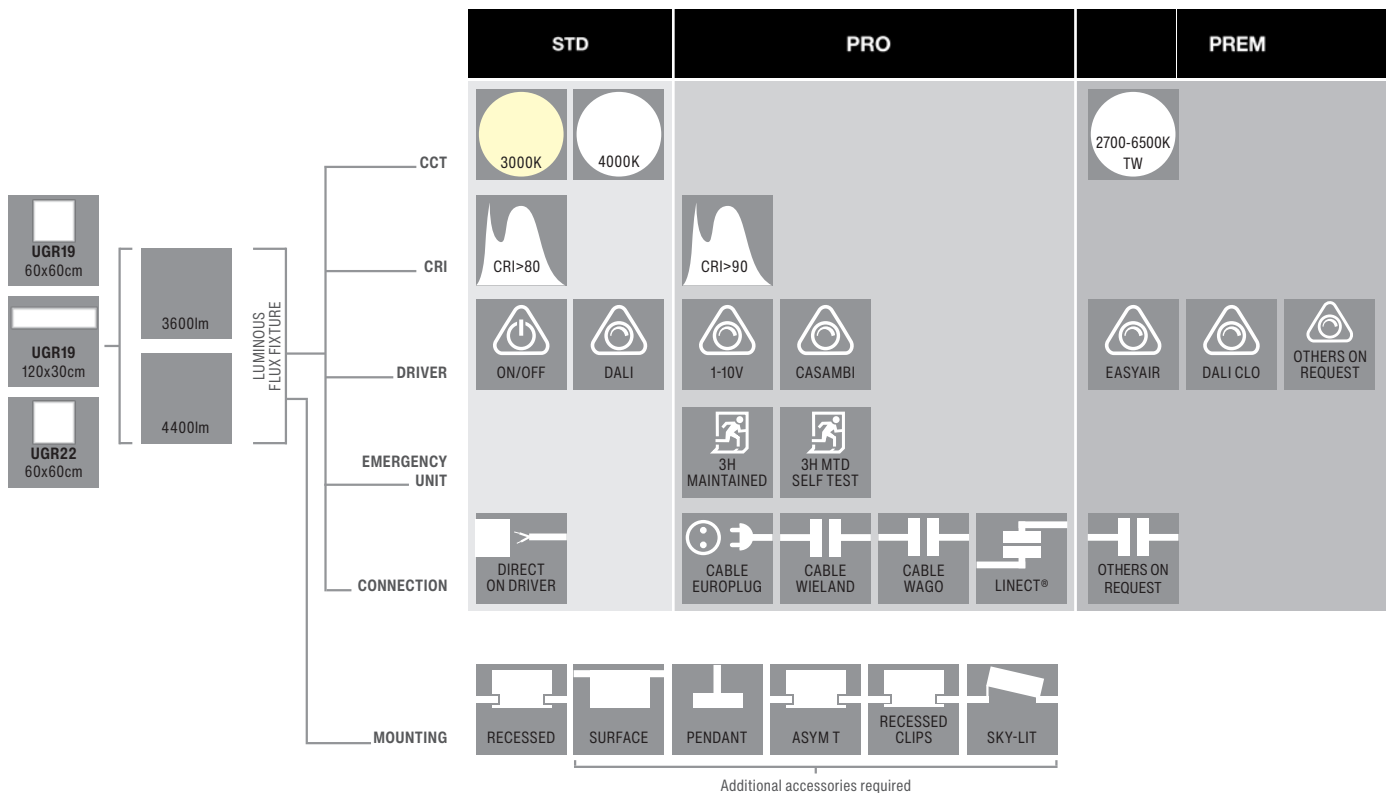 STD
PRO
PREM
UGR19
60x60cm
UGR19
120x30cm
UGR22
60x60cm
3600lm
4400lm
LUMINOUS
FLUX FIXTURE
CCT
3000K
4000K
2700-6500K
TW
CRI
CRI>80
CRI>90
DRIVER
ON/OFF
DALI
1-10V
CASAMBI
EASYAIR
DALI CLO
OTHERS ON
REQUEST
EMERGENCY
UNIT
3H
MAINTAINED
3H MTD
SELF TEST
CONNECTION
DIRECT
ON DRIVER
CABLE
EUROPLUG
CABLE
WIELAND
CABLE
WAGO
LINECT®
OTHERS ON
REQUEST
MOUNTING
RECESSED
SURFACE
PENDANT
ASYM T
RECESSED
CLIPS
SKY-LIT
Additional accessories required